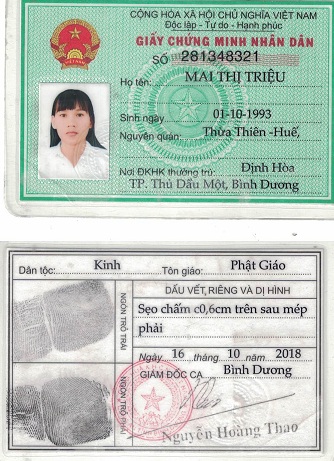 CỘNG HÒA XÃ HỘI CHỦ NGHĨA VIỆT NAM
Độc lập - Tự do - Hạnh phúc
GIẤY CHỨNG MINH NHÂN DÂN
SỐ 281348321
Họ tên: MAI THỊ TRIỆU
Sinh ngày 01-10-1993
Nguyên quán: Thừa Thiên -Huế,
Nơi ĐKHK thường trú: Định Hòa
TP. Thủ Dầu Một, Bình Dương
Dân tộc: Kinh Tôn giáo: Phật Giáo
NGÓN TRỎ TRÁI
NGÓN TRỎ PHẢI
DẤU VẾT, RIÊNG VÀ DỊ HÌNH
Sẹo chấm c0,6cm trên sau mép
phải
Ngày 16 tháng 10 năm 2018
GIÁM ĐỐC CA Bình Dương
Nguyễn Hoàng Thao